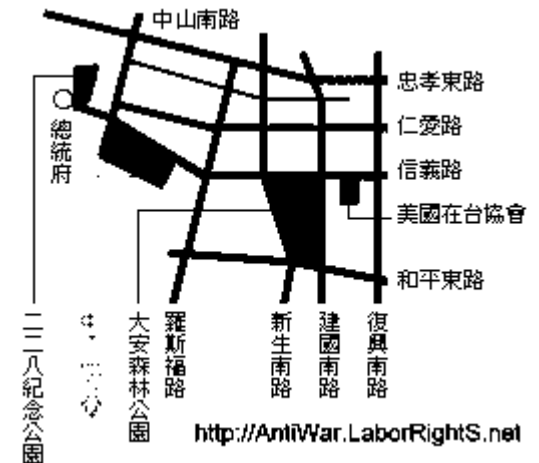 中山南路
忠孝東路
仁愛路
信義路
美國在台協會
和平東路
總統府
二二八紀念公園
大安森林公園
羅斯福路
新生南路
建國南路
復興南路
http://AntiWar.LaborRightS.net